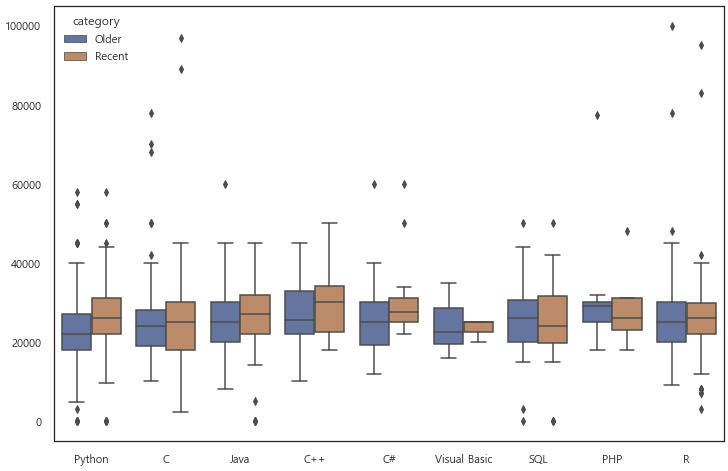 category
Older
Recent
100000
80000
60000
40000
20000
0
Python C Java C++ C# Visual Basic SQL PHP R